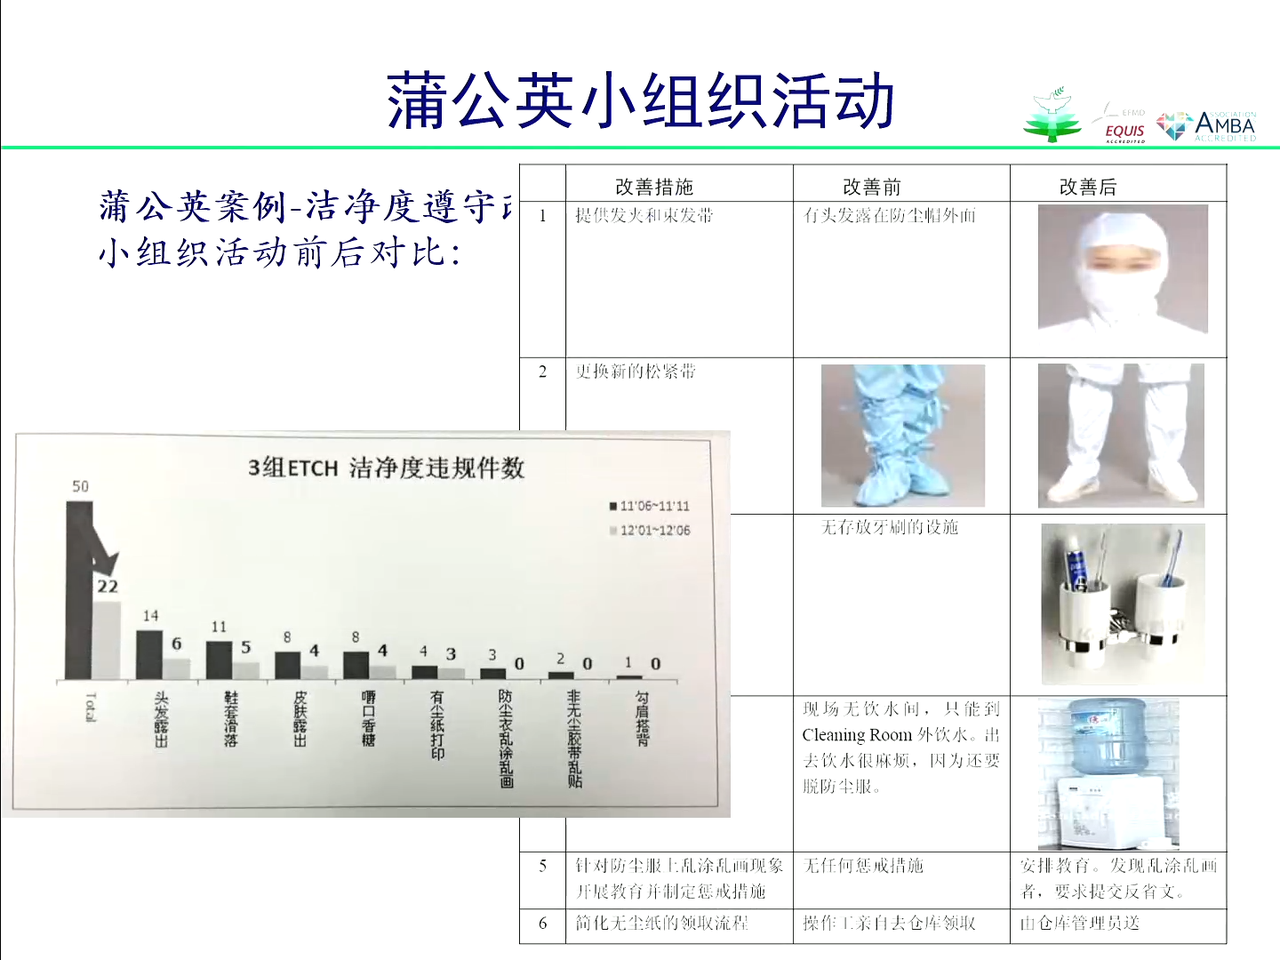 蒲公英小组织活动
EFMD
EQUIS
ACCREDITED
ASSOCIATION
AMBA
ACCREDITED
蒲公英案例-洁净度遵守
小组织活动前后对比：
改善措施 改善前 改善后
1 提供发夹和束发带 有头发露在防尘帽外面
2 更换新的松紧带
无存放牙刷的设施
现场无饮水间，只能到
Cleaning Room 外饮水。出
去饮水很麻烦，因为还要
脱防尘服。
5 针对防尘服上乱涂乱画现象 无任何惩戒措施 安排教育。发现乱涂乱画
开展教育并制定惩戒措施 者，要求提交反省文。
6 简化无尘纸的领取流程 操作工亲自去仓库领取 由仓库管理员送
3组ETCH 洁净度违规件数
11'06~11'11
12'01~12'06
50
22
14
6
11
5
8
4
8
4
4
3
3
0
2
0
1
0
Total
头发露出
鞋套滑落
皮肤露出
嚼口香糖
有尘纸打印
防尘衣乱涂乱画
非无尘胶带乱贴
勾肩搭背